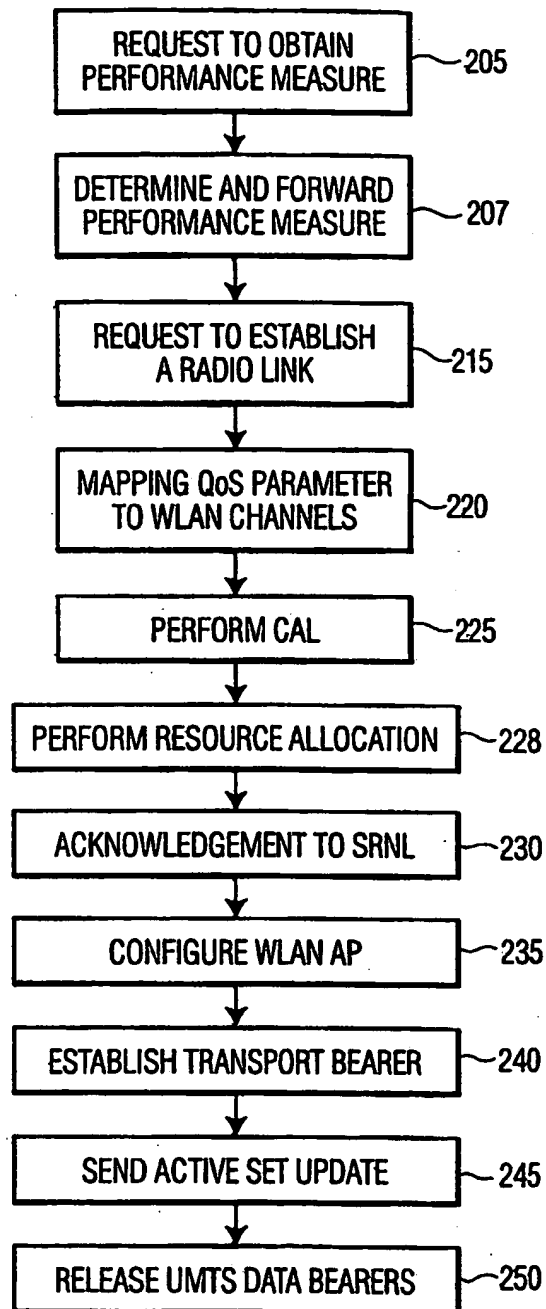 REQUEST TO OBTAIN
PERFORMANCE MEASURE
205
DETERMINE AND FORWARD
PERFORMANCE MEASURE
207
REQUEST TO ESTABLISH
A RADIO LINK
215
MAPPING QoS PARAMETER
TO WLAN CHANNELS
220
PERFORM CAL
225
PERFORM RESOURCE ALLOCATION
228
ACKNOWLEDGEMENT TO SRNL
230
CONFIGURE WLAN AP
235
ESTABLISH TRANSPORT BEARER
240
SEND ACTIVE SET UPDATE
245
RELEASE UMTS DATA BEARERS
250